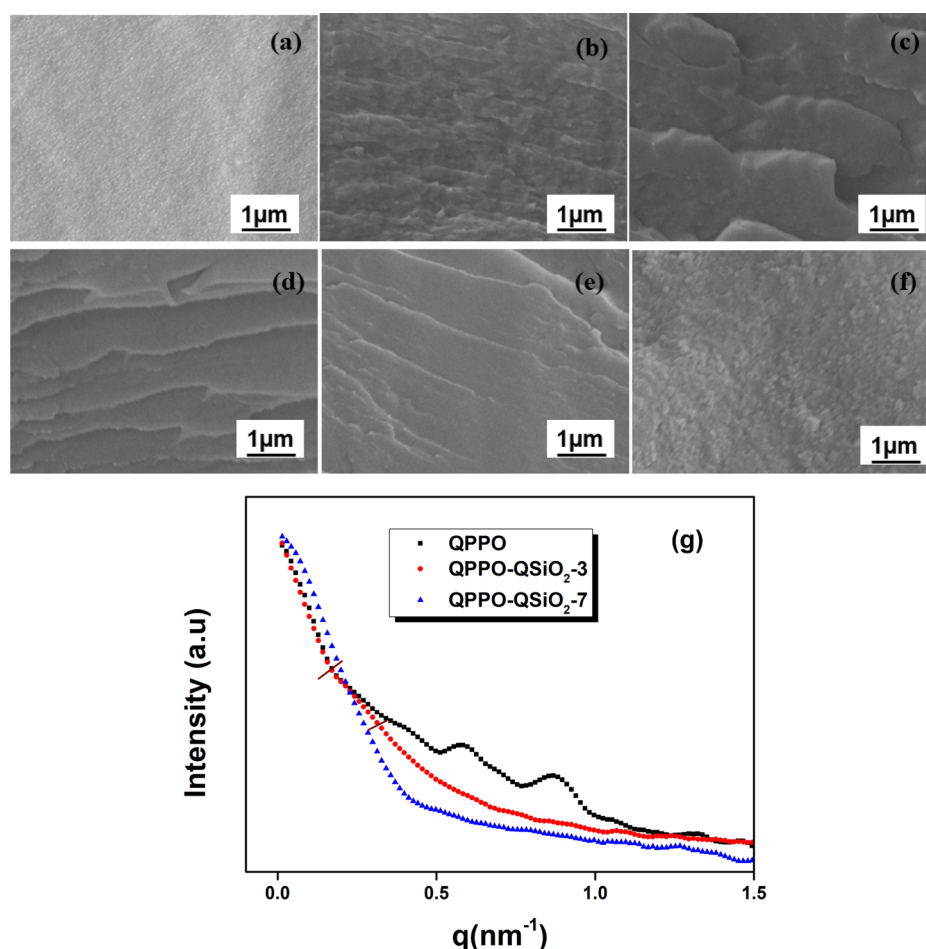 (a)
1µm
(b)
1µm
(c)
1µm
(d)
1µm
(e)
1µm
(f)
1µm
(g)
QPPO
QPPO-QSiO₂-3
QPPO-QSiO₂-7
Intensity (a.u)
0.0 0.5 1.0 1.5
q(nm⁻¹)